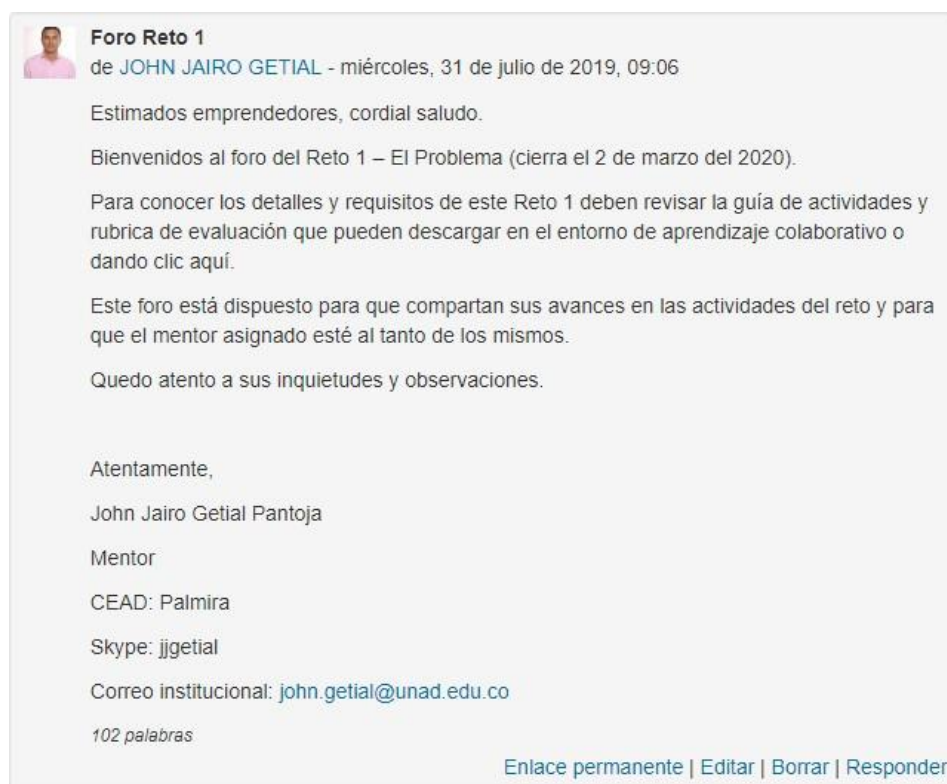 Foro Reto 1
de JOHN JAIRO GETIAL - miércoles, 31 de julio de 2019, 09:06
Estimados emprendedores, cordial saludo.
Bienvenidos al foro del Reto 1 – El Problema (cierra el 2 de marzo del 2020).
Para conocer los detalles y requisitos de este Reto 1 deben revisar la guía de actividades y
rubrica de evaluación que pueden descargar en el entorno de aprendizaje colaborativo o
dando clic aquí.
Este foro está dispuesto para que compartan sus avances en las actividades del reto y para
que el mentor asignado esté al tanto de los mismos.
Quedo atento a sus inquietudes y observaciones.
Atentamente,
John Jairo Getial Pantoja
Mentor
CEAD: Palmira
Skype: jjgetial
Correo institucional: john.getial@unad.edu.co
102 palabras
Enlace permanente | Editar | Borrar | Responder